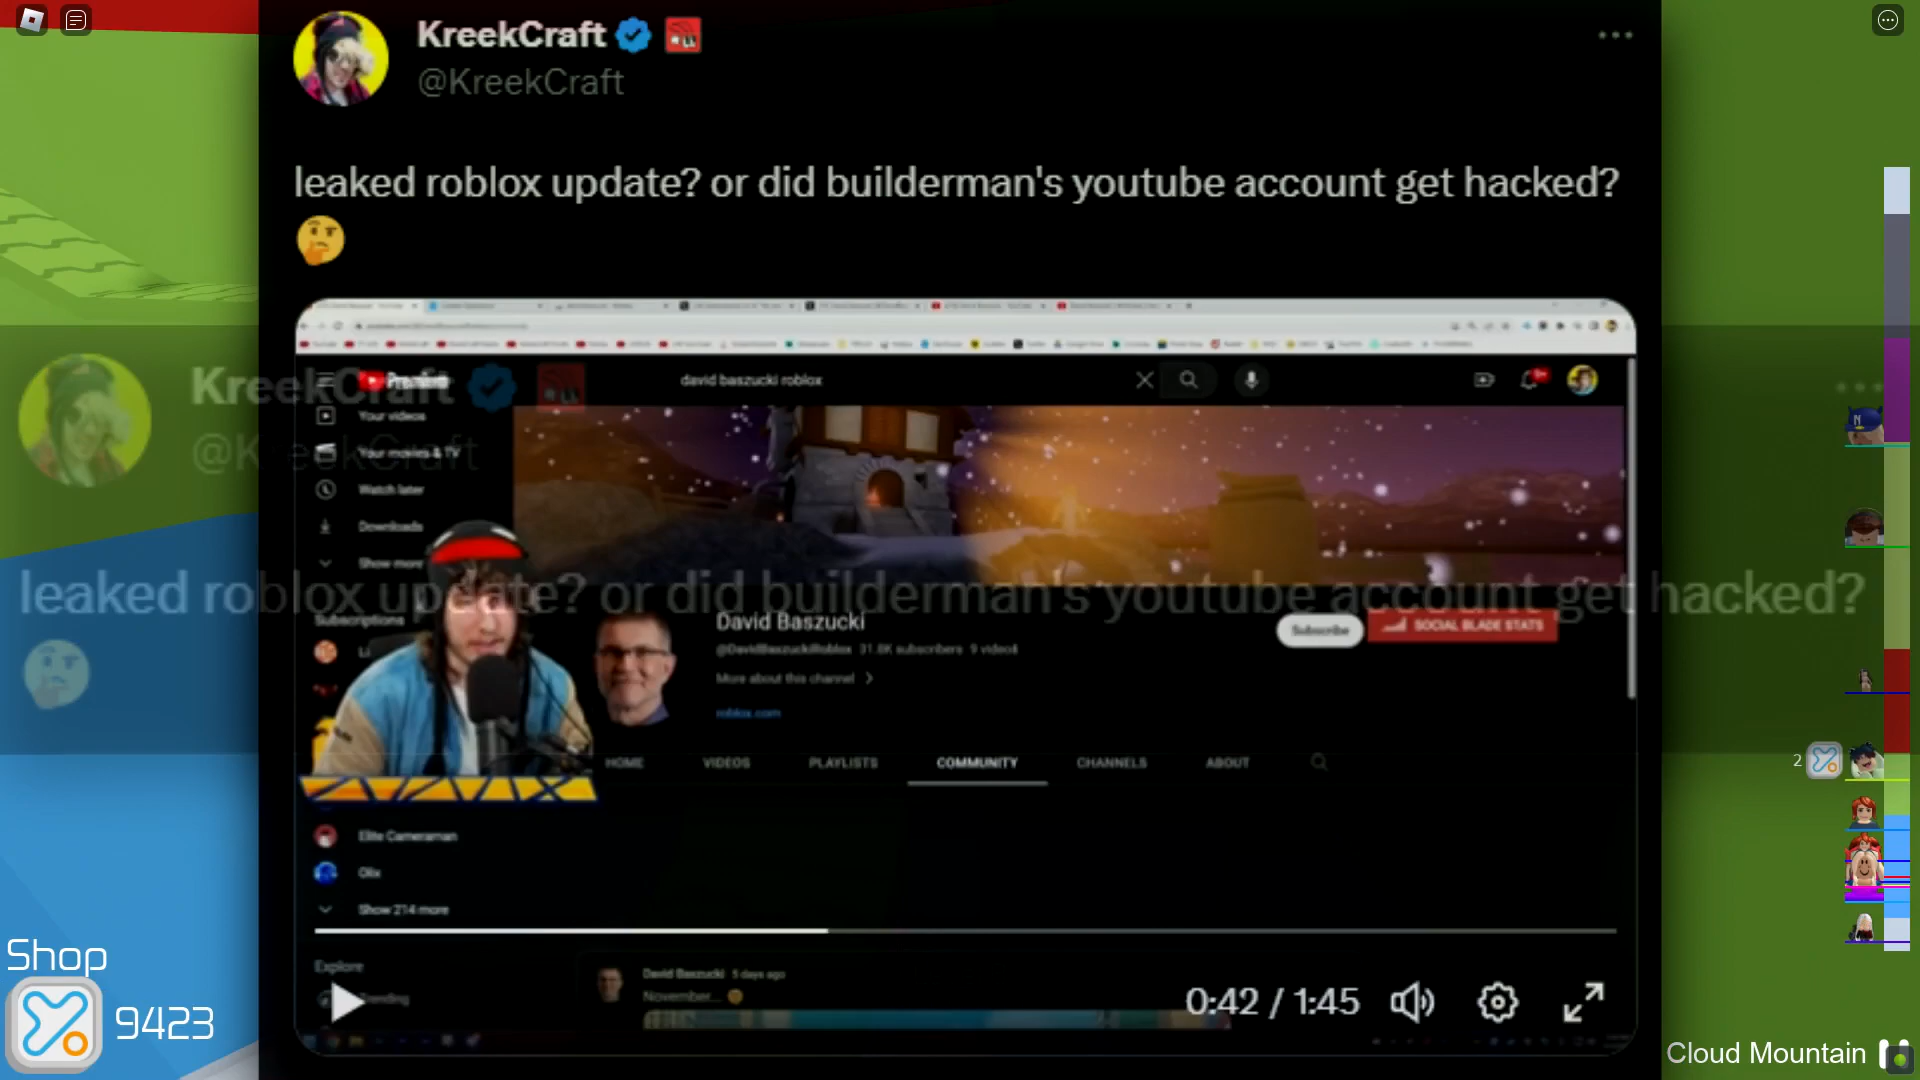 KreekCraft
@KreekCraft
leaked roblox update? or did builderman's youtube account get hacked?
Premium
david baszucki roblox
Your videos
KreekCraft
Your movies & TV
@KreekCraft
Watch later
Downloads
Show more
leaked roblox update? or did builderman's youtube account get hacked?
Subscriptions
David Baszucki
Subscribe
SOCIAL BLADE STATS
@DavidBaszuckiRoblox 31.8K subscribers 9 videos
More about this channel
roblox.com
HOME VIDEOS PLAYLISTS COMMUNITY CHANNELS ABOUT
2
Elite Cameraman
Olix
Show 214 more
Shop
Explore
David Baszucki 5 days ago
Trending
November...
0:42 / 1:45
9423
Cloud Mountain